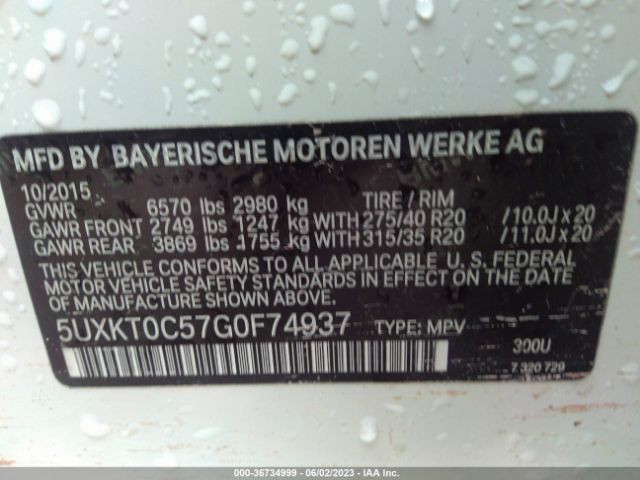 MFD BY BAYERISCHE MOTOREN WERKE AG
10/2015 TIRE / RIM
GVWR 6570 lbs 2980 kg
GAWR FRONT 2749 lbs 1247 kg WITH 275/40 R20 /10.0J x 20
GAWR REAR 3869 lbs 1755 kg WITH 315/35 R20 /11.0J x 20
THIS VEHICLE CONFORMS TO ALL APPLICABLE U. S. FEDERAL
MOTOR VEHICLE SAFETY STANDARDS IN EFFECT ON THE
DATE OF MANUFACTURE SHOWN ABOVE.
5UXKT0C57G0F74937 TYPE: MPV
300U
7 320 720
000-36734999 - 06/02/2023 - IAA Inc.